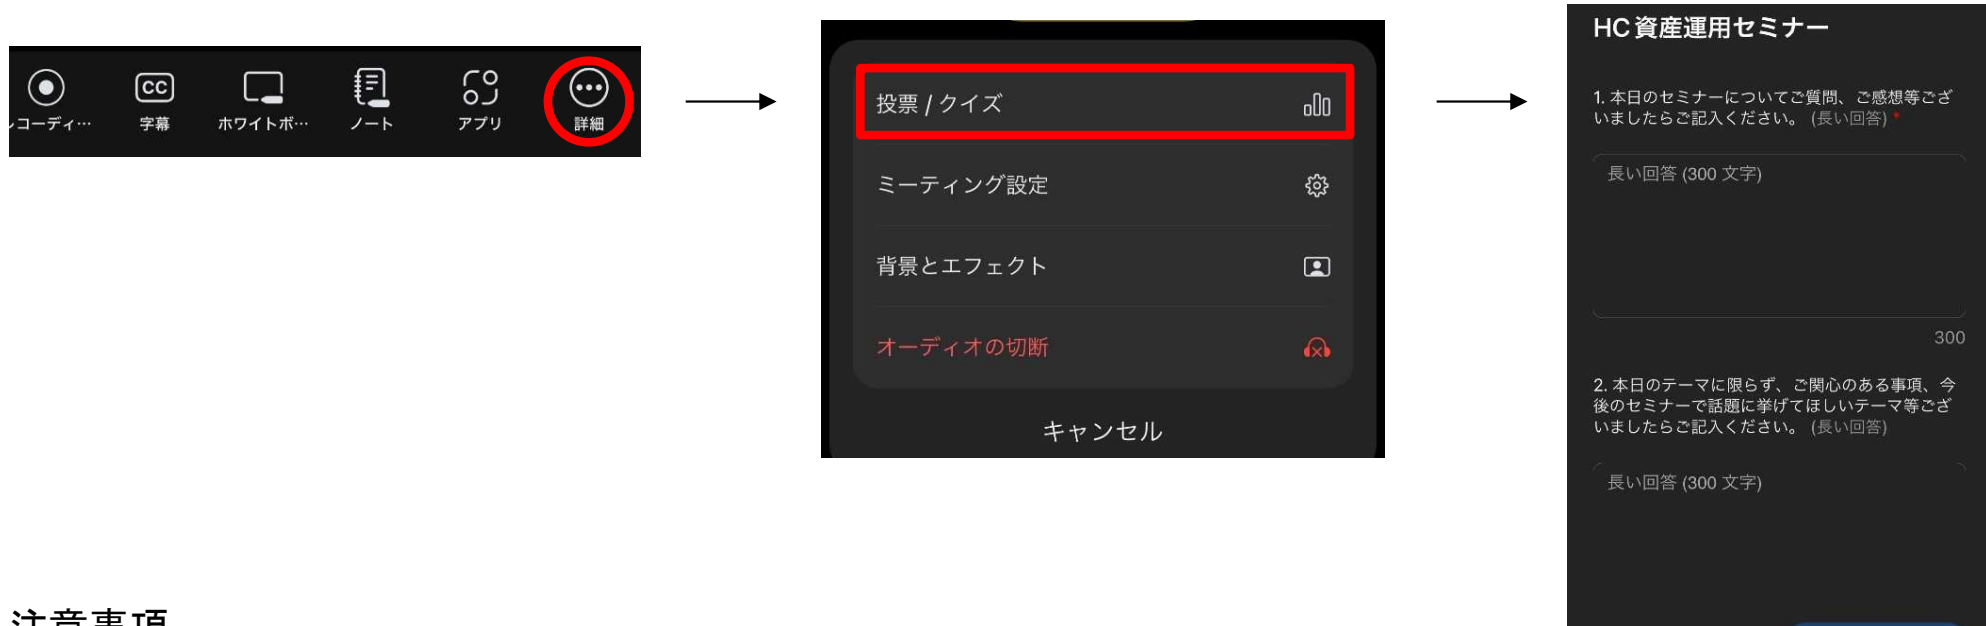 レコーディ…
CC
字幕
ホワイトボ…
ノート
アプリ
詳細
投票 / クイズ
ミーティング設定
背景とエフェクト
オーディオの切断
キャンセル
HC資産運用セミナー
1. 本日のセミナーについてご質問、ご感想等ござ
いましたらご記入ください。 (長い回答) *
長い回答 (300 文字)
300
2. 本日のテーマに限らず、ご関心のある事項、今
後のセミナーで話題に挙げてほしいテーマ等ござ
いましたらご記入ください。 (長い回答)
長い回答 (300 文字)
注意事項